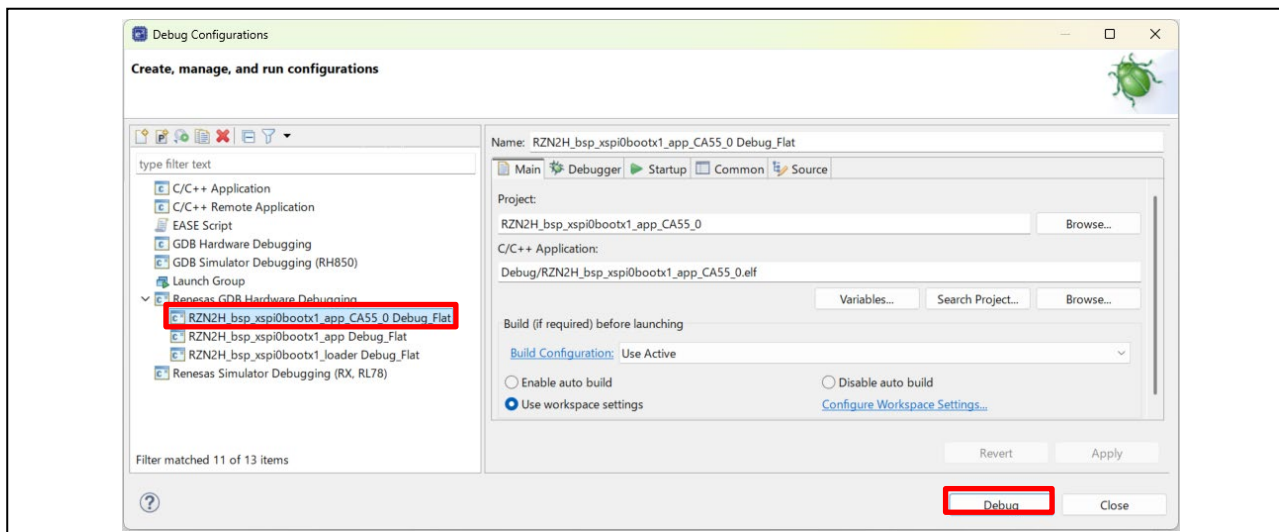 Debug Configurations
Create, manage, and run configurations
type filter text
C/C++ Application
C/C++ Remote Application
EASE Script
GDB Hardware Debugging
GDB Simulator Debugging (RH850)
Launch Group
Renesas GDB Hardware Debugging
RZN2H_bsp_xspi0bootx1_app_CA55_0 Debug_Flat
RZN2H_bsp_xspi0bootx1_app Debug_Flat
RZN2H_bsp_xspi0bootx1_loader Debug_Flat
Renesas Simulator Debugging (RX, RL78)
Filter matched 11 of 13 items
Name: RZN2H_bsp_xspi0bootx1_app_CA55_0 Debug_Flat
Main Debugger Startup Common Source
Project:
RZN2H_bsp_xspi0bootx1_app_CA55_0 Browse...
C/C++ Application:
Debug/RZN2H_bsp_xspi0bootx1_app_CA55_0.elf
Variables... Search Project... Browse...
Build (if required) before launching
Build Configuration: Use Active
Enable auto build Disable auto build
Use workspace settings Configure Workspace Settings...
Revert Apply
? Debug Close